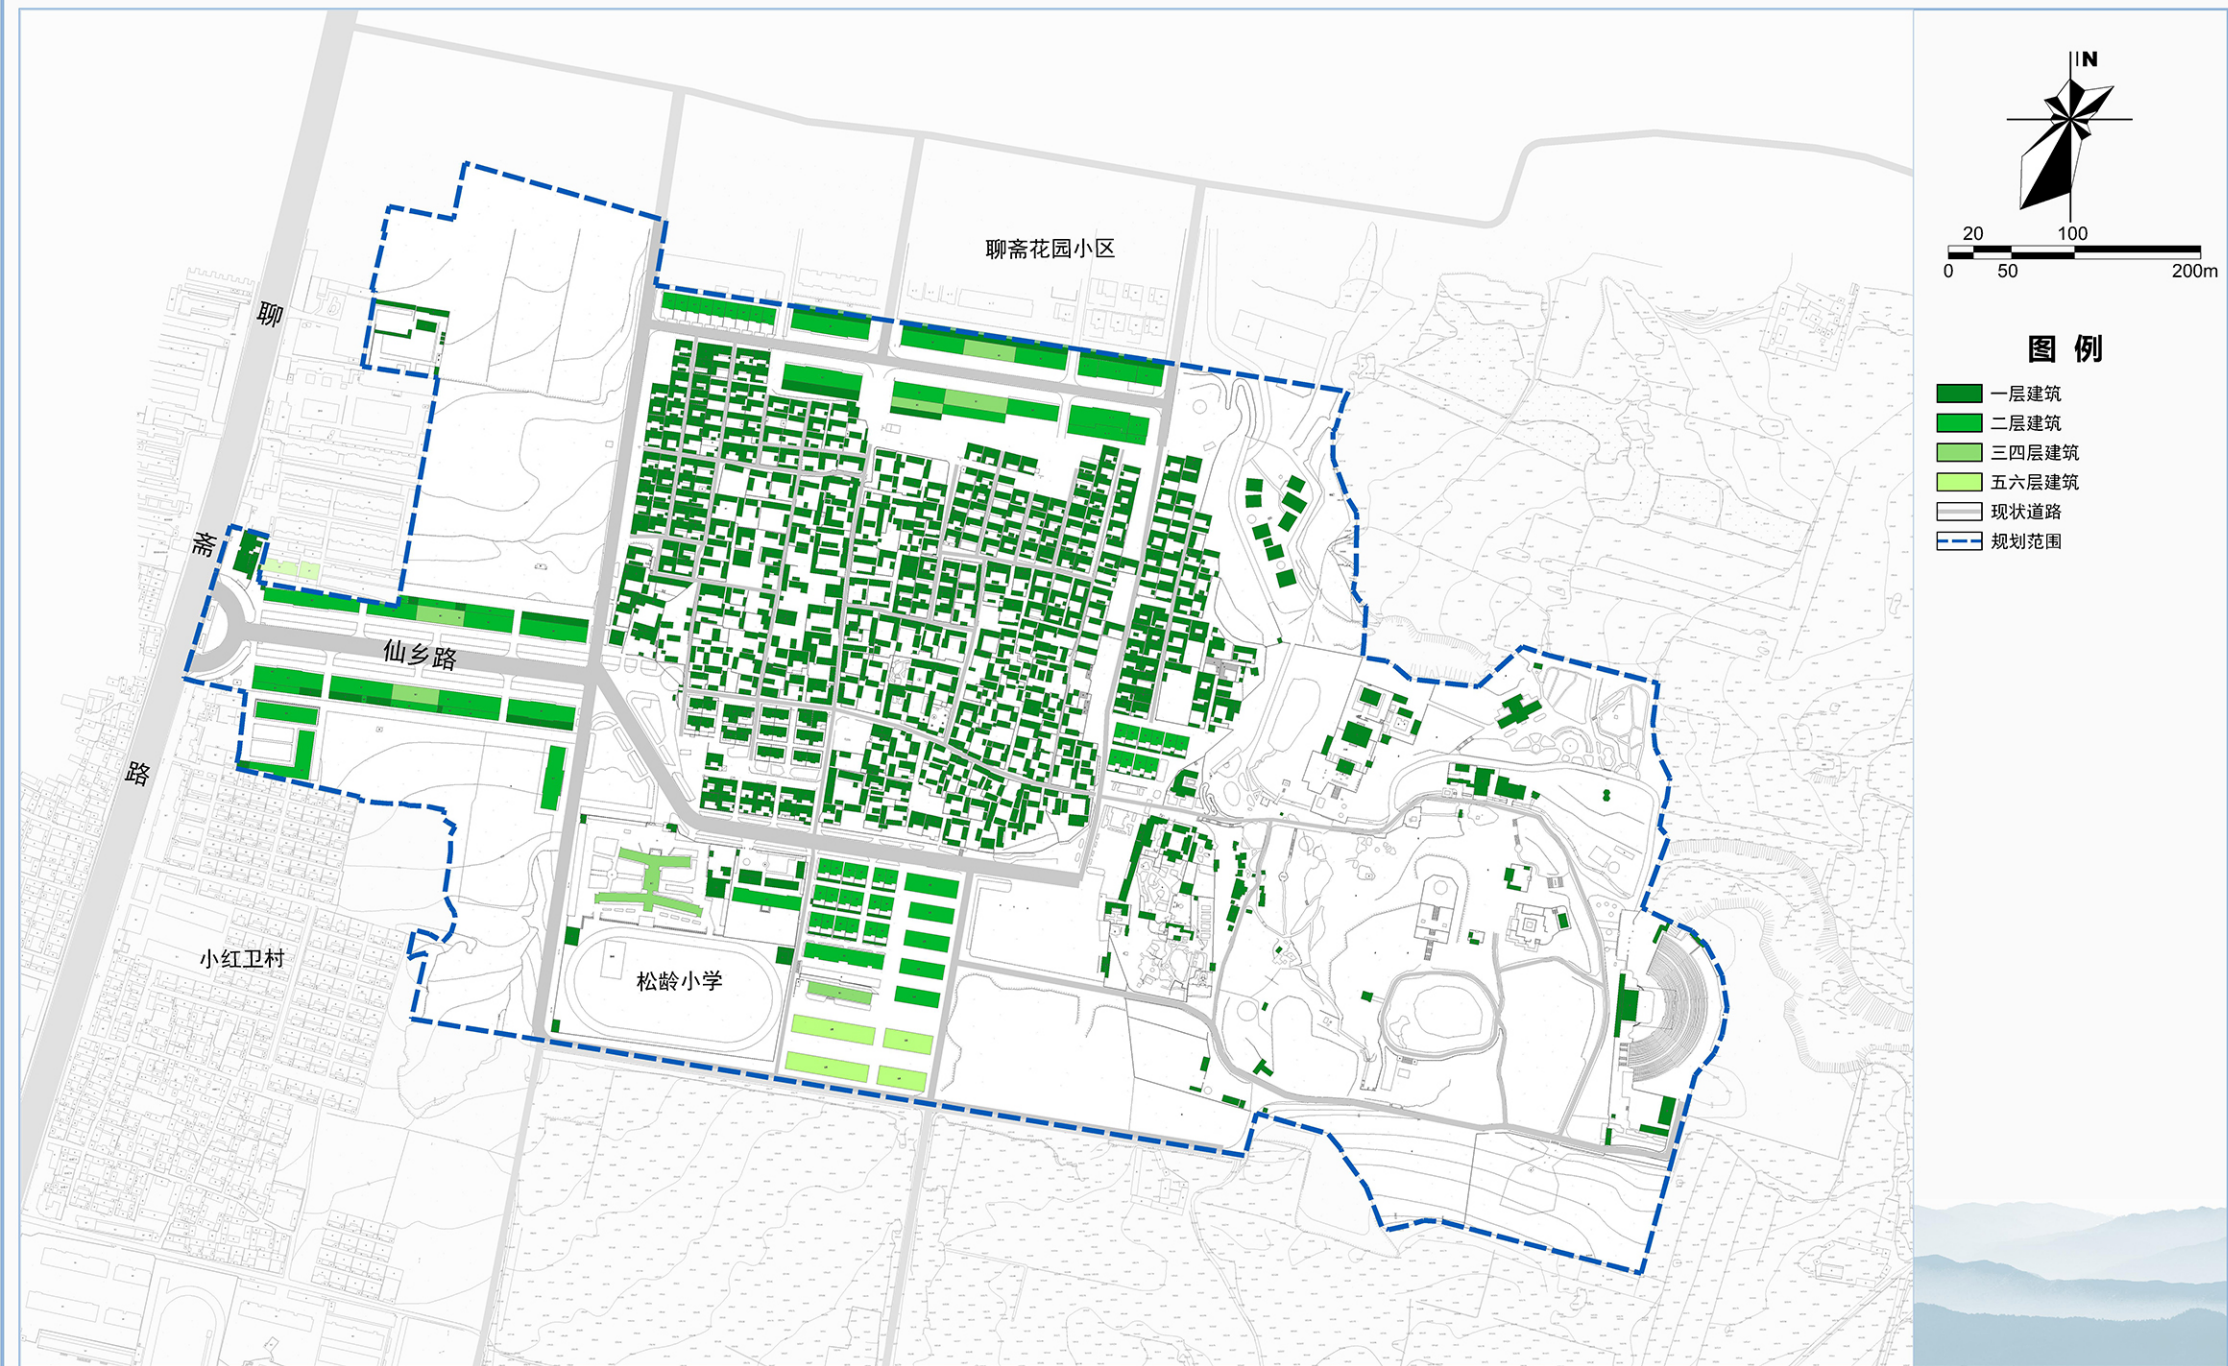 聊斋花园小区
聊
斋
路
仙乡路
小红卫村
松龄小学
N
20 100
0 50 200m
图 例
一层建筑
二层建筑
三四层建筑
五六层建筑
现状道路
规划范围